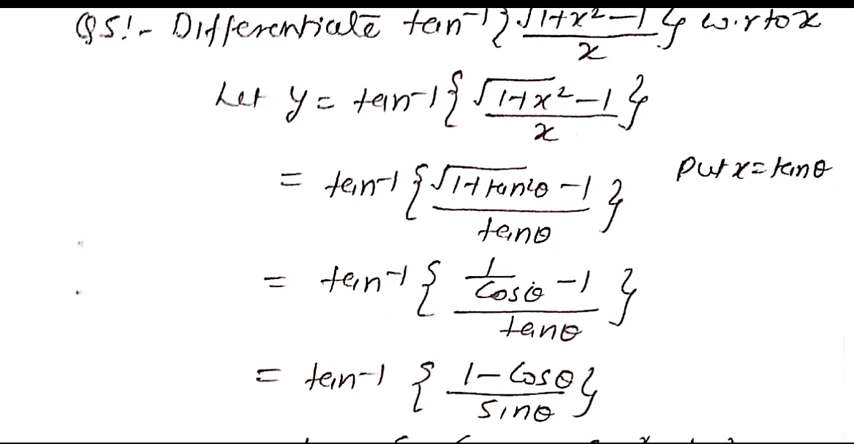 Q5!- Differentiate tan⁻¹{(√1+x² -1)/x} w.r to x
Let y = tan⁻¹{(√1+x² -1)/x}
= tan⁻¹{(√1+tan²θ -1)/tanθ} Put x = tanθ
= tan⁻¹{(1/cosθ -1)/tanθ}
= tan⁻¹{(1-cosθ)/sinθ}